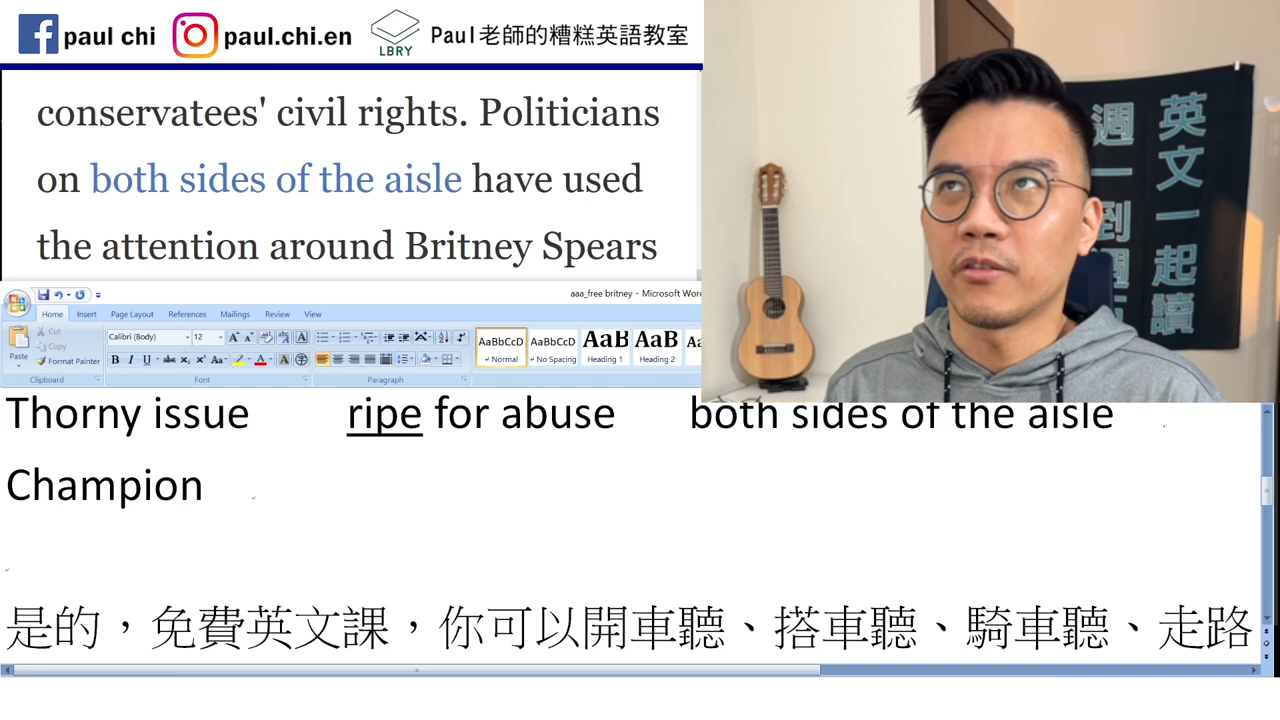 paul chi
paul.chi.en
LBRY
Paul老師的糟糕英語教室
conservatees' civil rights. Politicians
on both sides of the aisle have used
the attention around Britney Spears
aaa_free britney - Microsoft Word
Home Insert Page Layout References Mailings Review View
Paste
Cut
Copy
Format Painter
Clipboard
Calibri (Body) 12
Font
Paragraph
AaBbCcD AaBbCcD AaB AaB
Normal No Spacing Heading 1 Heading 2
英文一起讀
週一到週
Thorny issue ripe for abuse both sides of the aisle
Champion
是的，免費英文課，你可以開車聽、搭車聽、騎車聽、走路